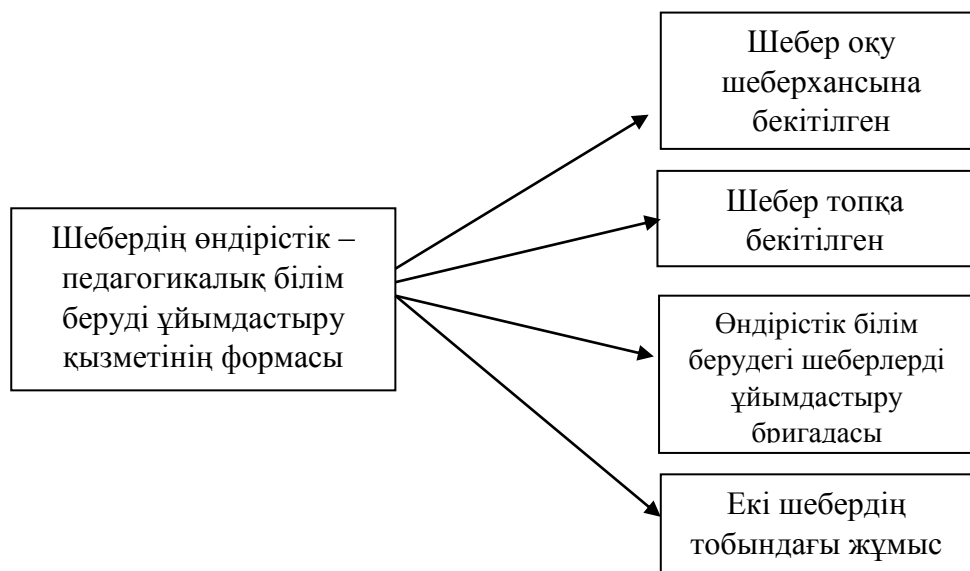 Шебердің өндірістік –
педагогикалық білім
беруді ұйымдастыру
қызметінің формасы
Шебер оқу
шеберхансына
бекітілген
Шебер топқа
бекітілген
Өндірістік білім
берудегі шеберлерді
ұйымдастыру
бригадасы
Екі шебердің
тобындағы жұмыс